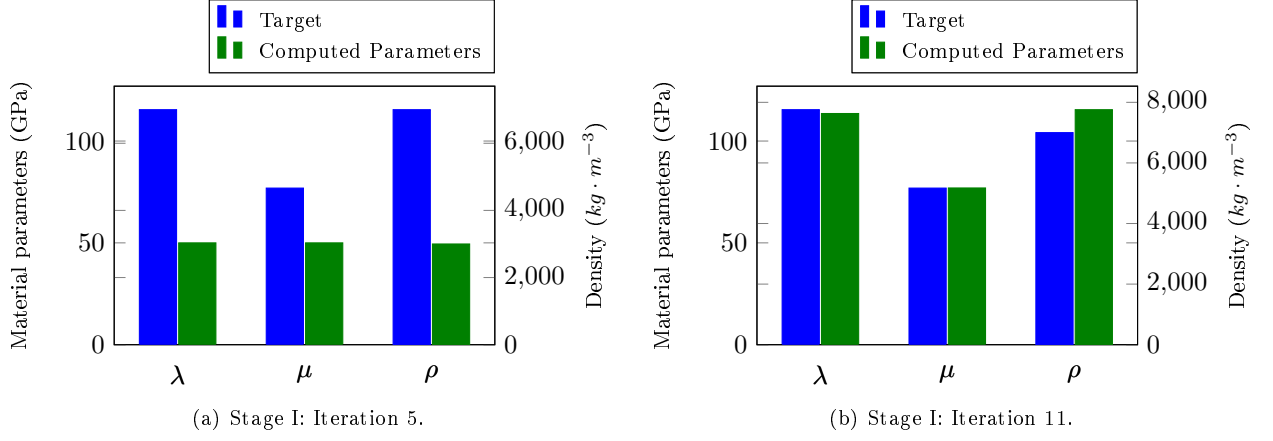 Target
Computed Parameters
Material parameters (GPa)
100
50
0
6,000
4,000
2,000
0
Density (kg · m⁻³)
λ
μ
ρ
(a) Stage I: Iteration 5.
Target
Computed Parameters
Material parameters (GPa)
100
50
0
8,000
6,000
4,000
2,000
0
Density (kg · m⁻³)
λ
μ
ρ
(b) Stage I: Iteration 11.